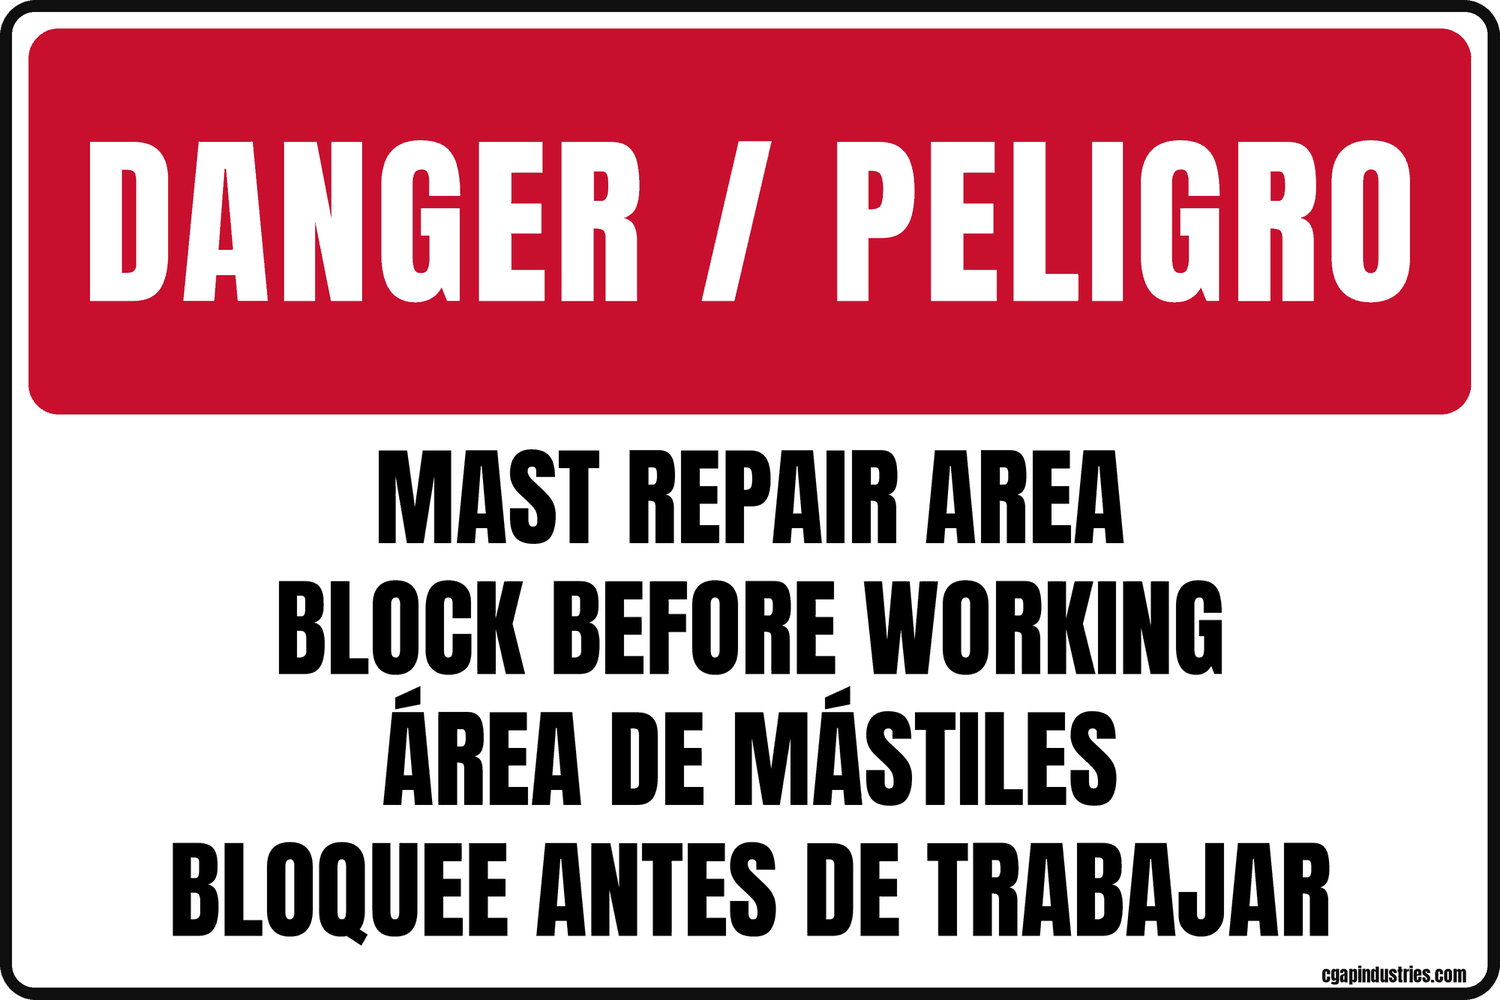 DANGER / PELIGRO
MAST REPAIR AREA
BLOCK BEFORE WORKING
ÁREA DE MÁSTILES
BLOQUEE ANTES DE TRABAJAR
cgapindustries.com